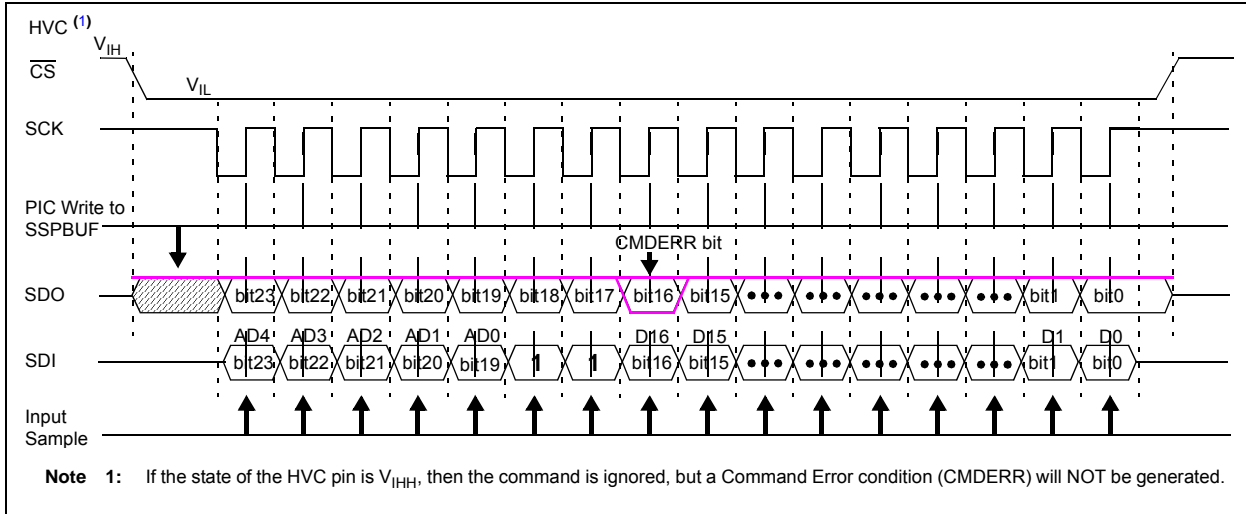 HVC (1)
VIH
CS
VIL
SCK
PIC Write to
SSPBUF
CMDERR bit
SDO bit23 bit22 bit21 bit20 bit19 bit18 bit17 bit16 bit15 ••• ••• ••• ••• ••• bit1 bit0
AD4 AD3 AD2 AD1 AD0 D16 D15 D1 D0
SDI bit23 bit22 bit21 bit20 bit19 1 1 bit16 bit15 ••• ••• ••• ••• ••• bit1 bit0
Input
Sample
Note 1: If the state of the HVC pin is VIHH, then the command is ignored, but a Command Error condition (CMDERR) will NOT be generated.